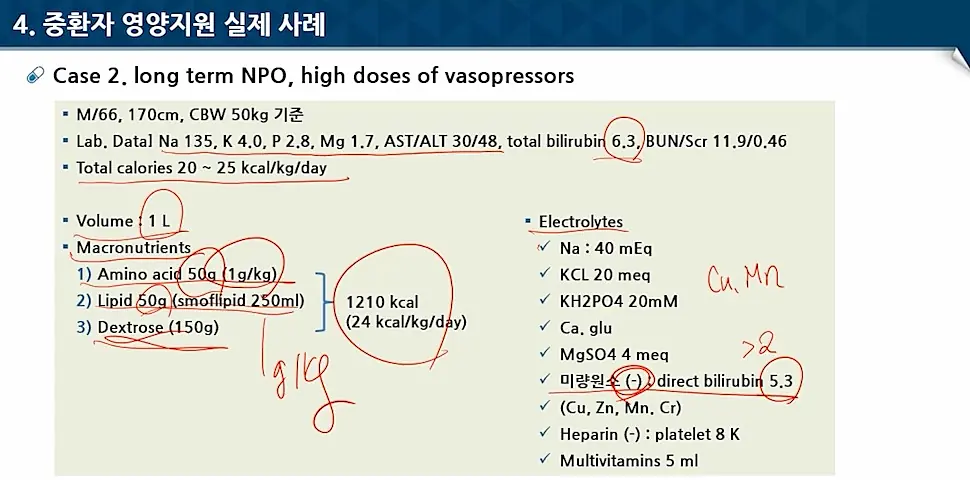 4. 중환자 영양지원 실제 사례
Case 2. long term NPO, high doses of vasopressors
M/66, 170cm, CBW 50kg 기준
Lab. Data] Na 135, K 4.0, P 2.8, Mg 1.7, AST/ALT 30/48, total bilirubin 6.3, BUN/Scr 11.9/0.46
Total calories 20 ~ 25 kcal/kg/day
Volume : 1 L
Macronutrients
1) Amino acid 50g (1g/kg)
2) Lipid 50g (smoflipid 250ml)
3) Dextrose (150g)
1210 kcal
(24 kcal/kg/day)
g/kg
Electrolytes
Na : 40 mEq
KCL 20 meq
KH2PO4 20mM
Ca. glu
MgSO4 4 meq
미량원소 (-) : direct bilirubin 5.3
(Cu, Zn, Mn. Cr)
Heparin (-) : platelet 8 K
Multivitamins 5 ml
Cu, Mn
>2